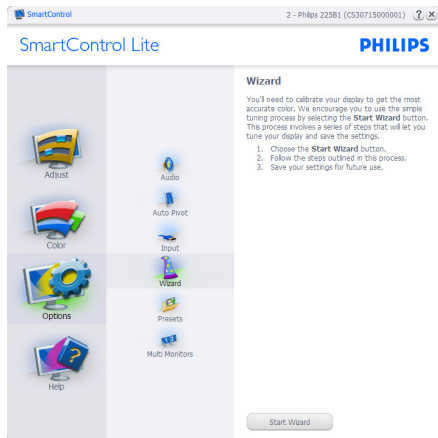 SmartControl
2 - Philips 225B1 (CS30715000001)
SmartControl Lite
PHILIPS
Adjust
Color
Options
Help
Audio
Auto Pivot
Input
Wizard
Presets
Multi Monitors
Wizard
You'll need to calibrate your display to get the most
accurate color. We encourage you to use the simple
tuning process by selecting the Start Wizard button.
This process involves a series of steps that will let you
tune your display and save the settings.
1. Choose the Start Wizard button.
2. Follow the steps outlined in this process.
3. Save your settings for future use.
Start Wizard